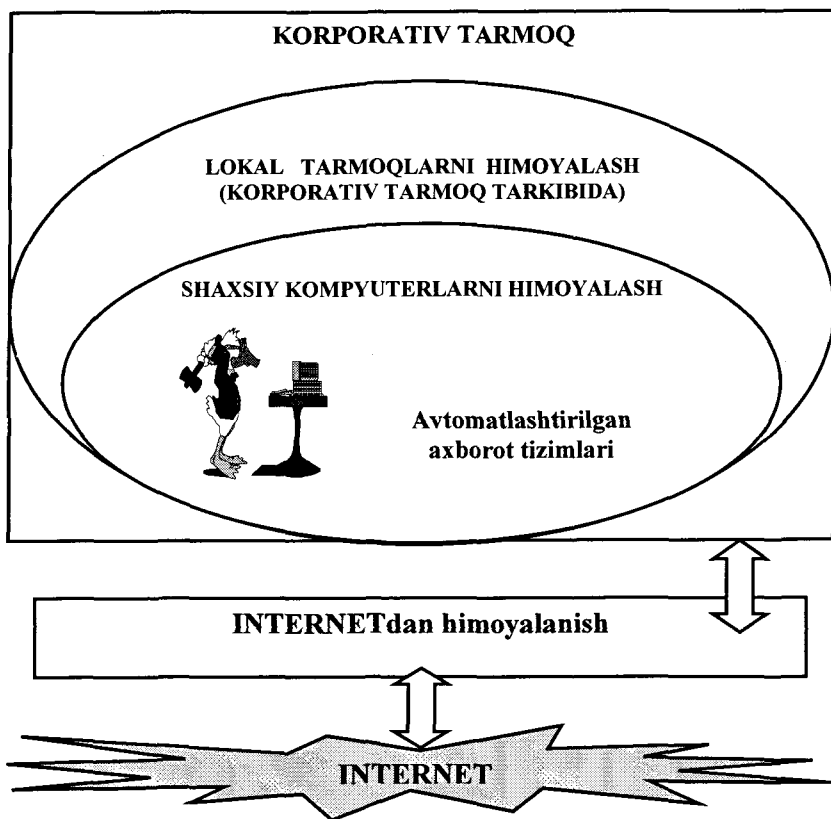 KORPORATIV TARMOQ
LOKAL TARMOQLARNI HIMOYALASH
(KORPORATIV TARMOQ TARKIBIDA)
SHAXSIY KOMPYUTERLARNI HIMOYALASH
Avtomatlashtirilgan
axborot tizimlari
INTERNETdan himoyalanish
INTERNET